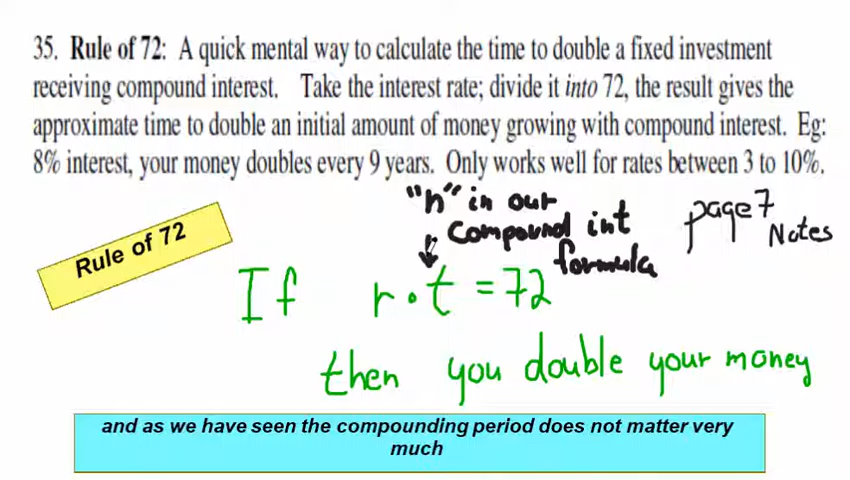 35. Rule of 72: A quick mental way to calculate the time to double a fixed investment
receiving compound interest. Take the interest rate; divide it into 72, the result gives the
approximate time to double an initial amount of money growing with compound interest. Eg:
8% interest, your money doubles every 9 years. Only works well for rates between 3 to 10%.
"n" in our
compound int
formula
page 7
Notes
Rule of 72
If r·t = 72
then you double your money
and as we have seen the compounding period does not matter very
much